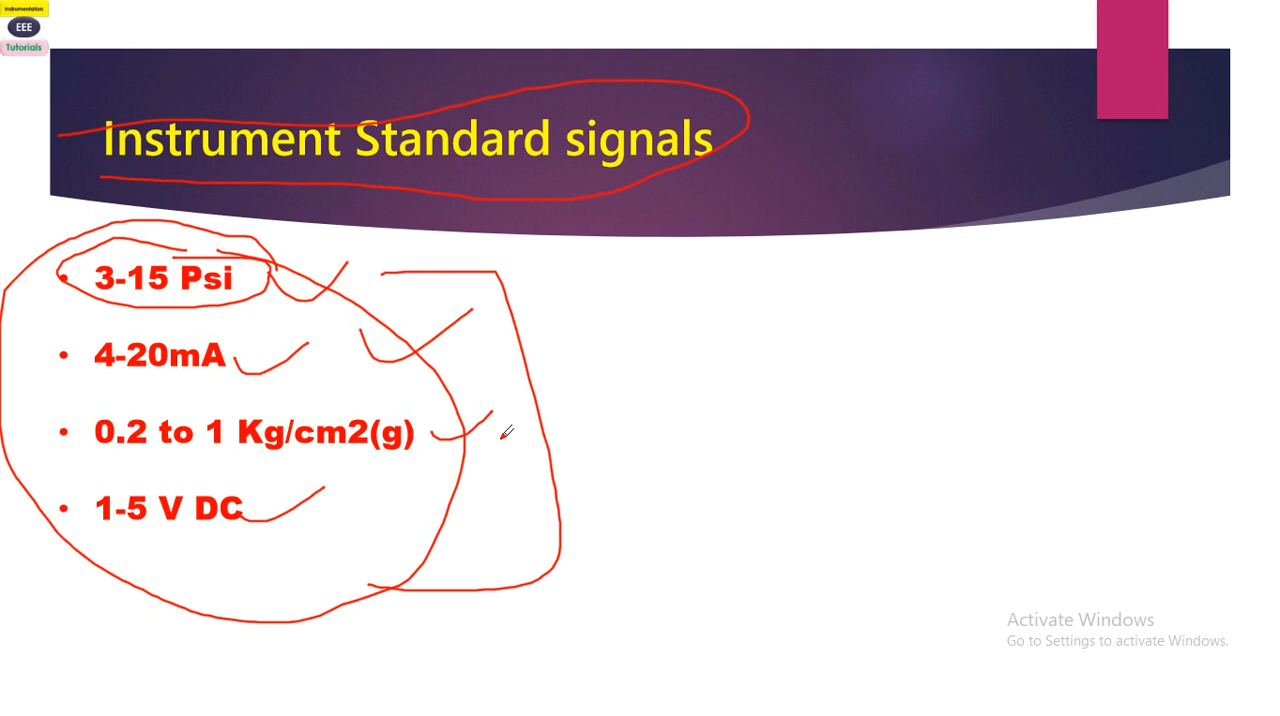 Instrumentation
EEE
Tutorials
Instrument Standard signals
• 3-15 Psi
• 4-20mA
• 0.2 to 1 Kg/cm2(g)
• 1-5 V DC
Activate Windows
Go to Settings to activate Windows.